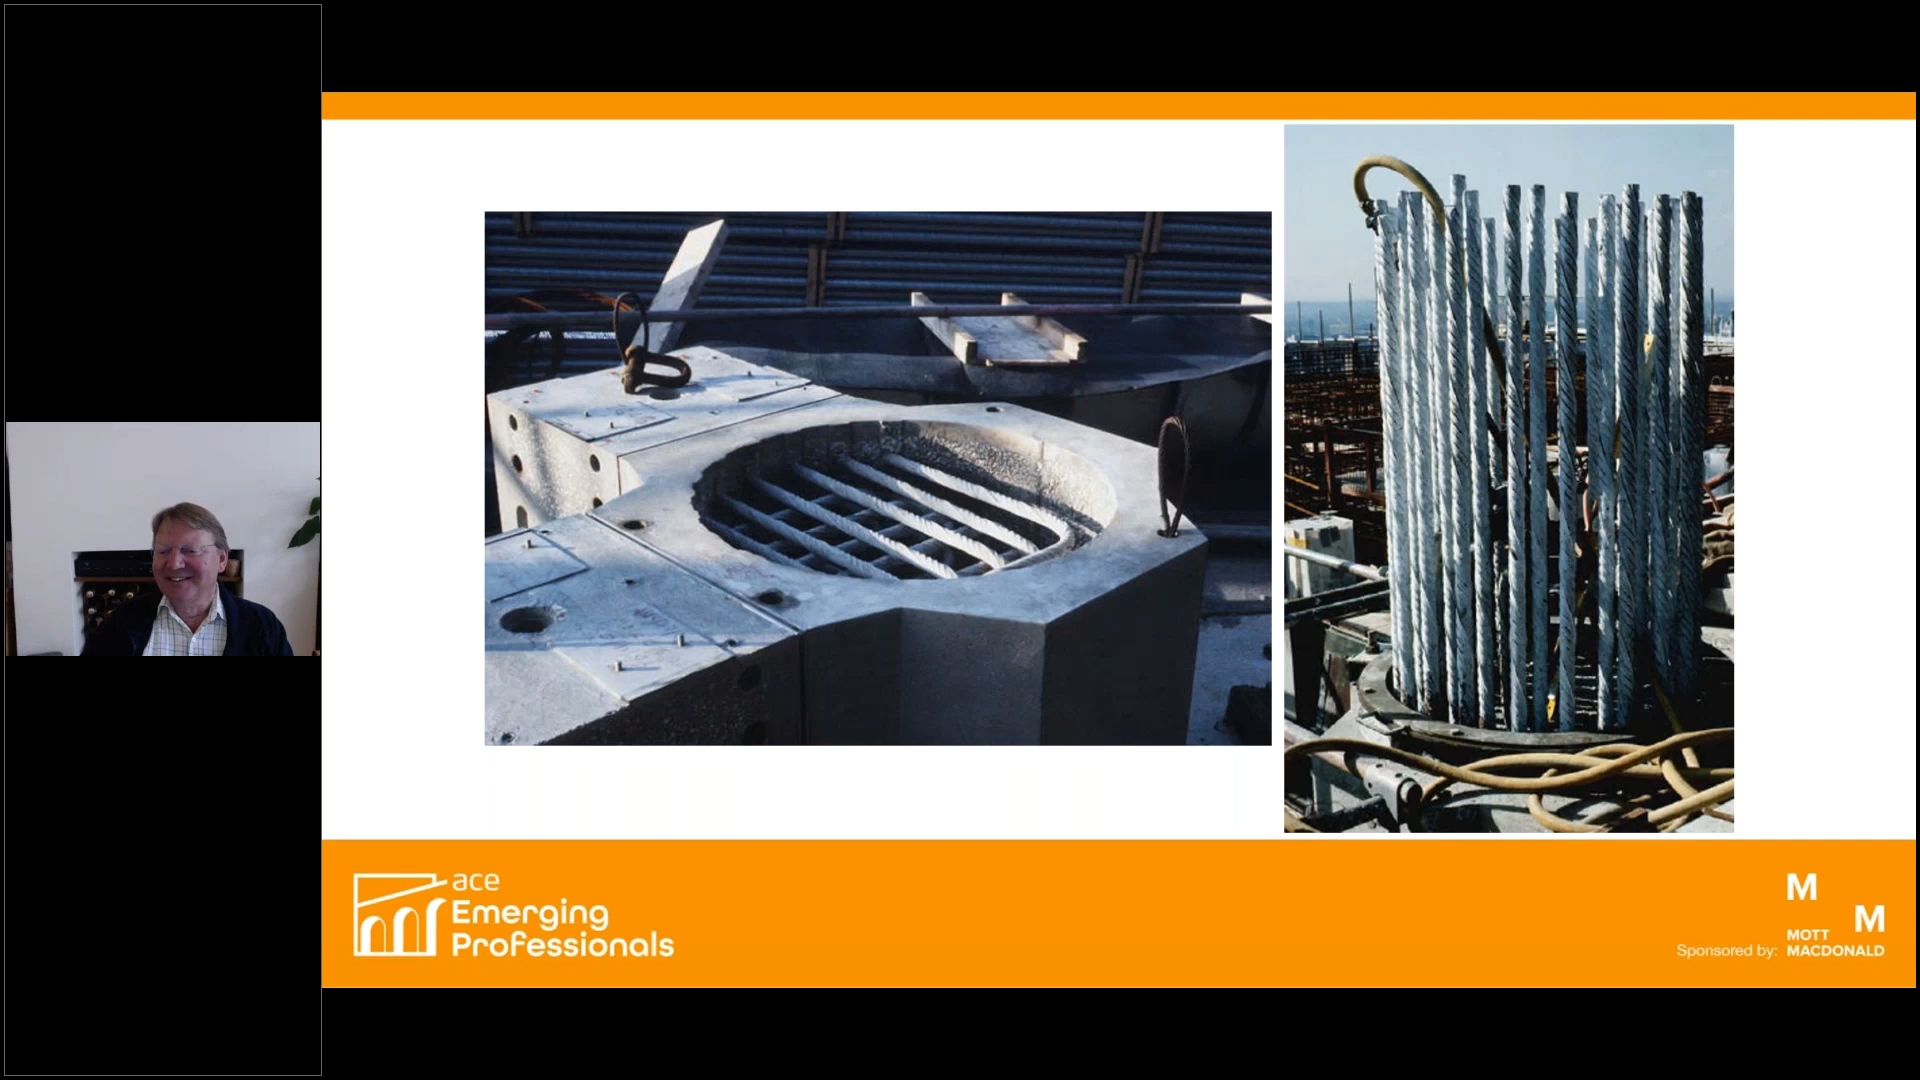 ace
Emerging
Professionals
M
M
Sponsored by: MOTT
MACDONALD